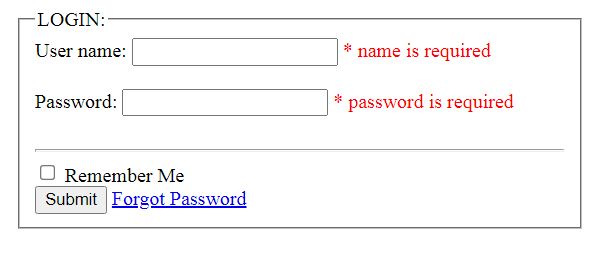 LOGIN:
User name: * name is required
Password: * password is required
Remember Me
Submit Forgot Password